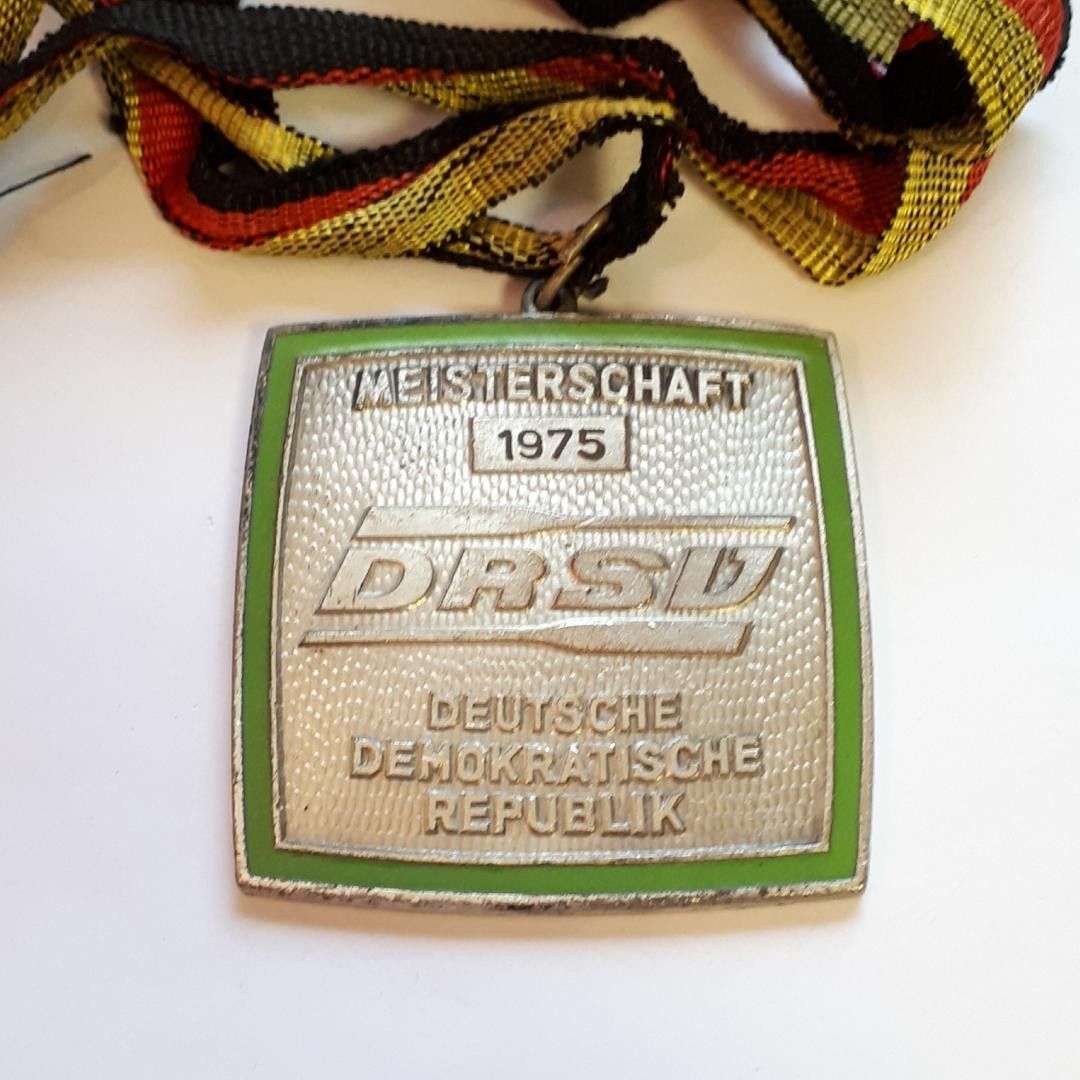 MEISTERSCHAFT
1975
DRSV
DEUTSCHE
DEMOKRATISCHE
REPUBLIK